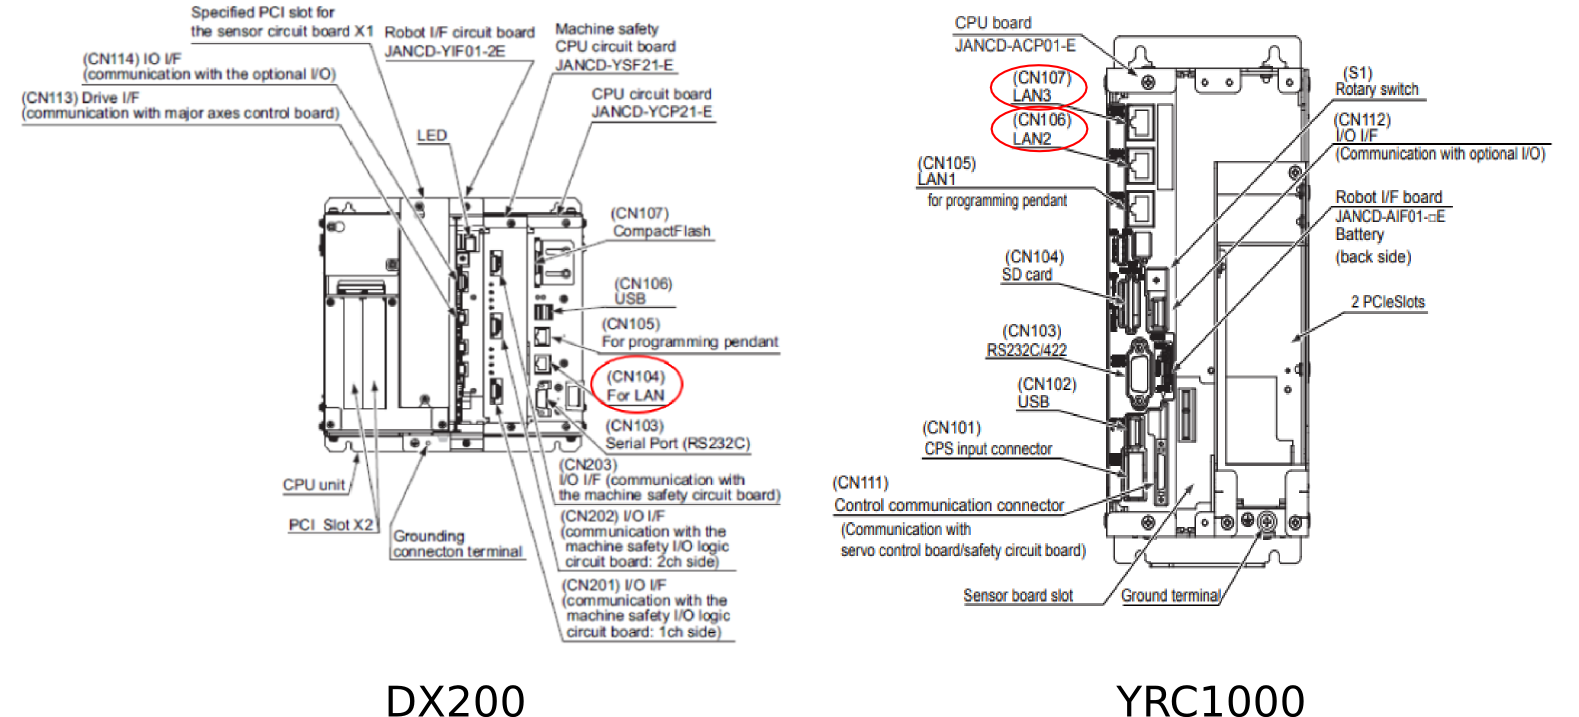 Specified PCI slot for
the sensor circuit board X1
Robot I/F circuit board
JANCD-YIF01-2E
Machine safety
CPU circuit board
JANCD-YSF21-E
(CN114) IO I/F
(communication with the optional I/O)
(CN113) Drive I/F
(communication with major axes control board)
CPU circuit board
JANCD-YCP21-E
LED
(CN107)
CompactFlash
(CN106)
USB
(CN105)
For programming pendant
(CN104)
For LAN
(CN103)
Serial Port (RS232C)
(CN203)
I/O I/F (communication with
the machine safety circuit board)
CPU unit
PCI Slot X2
Grounding
connecton terminal
(CN202) I/O I/F
(communication with the
machine safety I/O logic
circuit board: 2ch side)
(CN201) I/O I/F
(communication with the
machine safety I/O logic
circuit board: 1ch side)
DX200
CPU board
JANCD-ACP01-E
(CN107)
LAN3
(CN106)
LAN2
(CN105)
LAN1
for programming pendant
(CN104)
SD card
(CN103)
RS232C/422
(CN102)
USB
(CN101)
CPS input connector
(CN111)
Control communication connector
(Communication with
servo control board/safety circuit board)
Sensor board slot
Ground terminal
(S1)
Rotary switch
(CN112)
I/O I/F
(Communication with optional I/O)
Robot I/F board
JANCD-AIF01-□E
Battery
(back side)
2 PCIeSlots
YRC1000